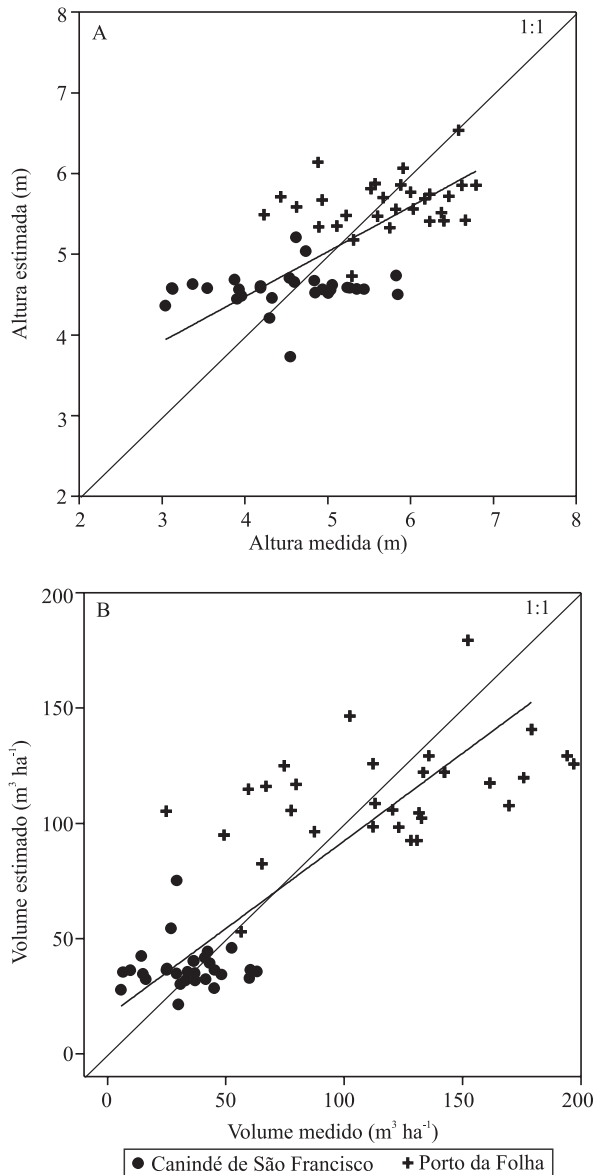 A
1:1
8
7
6
5
4
3
2
Altura estimada (m)
2 3 4 5 6 7 8
Altura medida (m)
B
1:1
200
150
100
50
0
Volume estimado (m³ ha⁻¹)
0 50 100 150 200
Volume medido (m³ ha⁻¹)
Canindé de São Francisco Porto da Folha